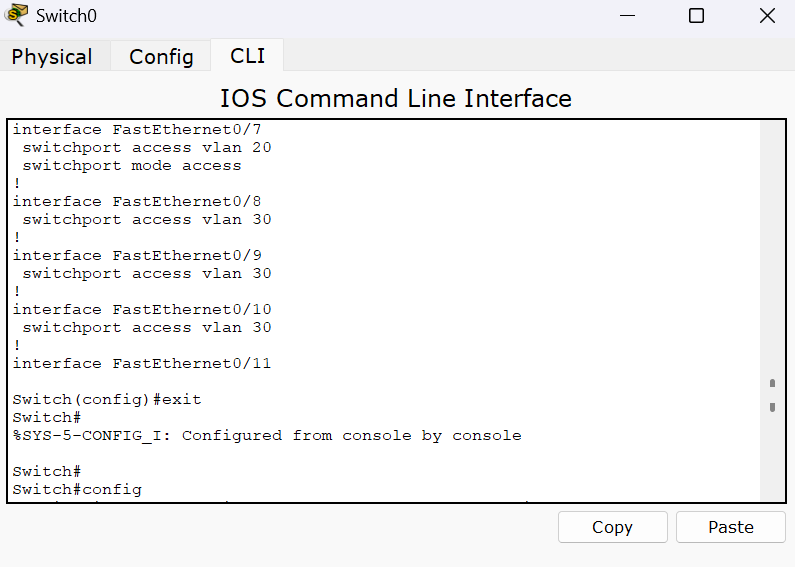 Switch0
Physical Config CLI
IOS Command Line Interface
interface FastEthernet0/7
 switchport access vlan 20
 switchport mode access
!
interface FastEthernet0/8
 switchport access vlan 30
!
interface FastEthernet0/9
 switchport access vlan 30
!
interface FastEthernet0/10
 switchport access vlan 30
!
interface FastEthernet0/11
Switch(config)#exit
Switch#
%SYS-5-CONFIG_I: Configured from console by console
Switch#
Switch#config
Copy Paste